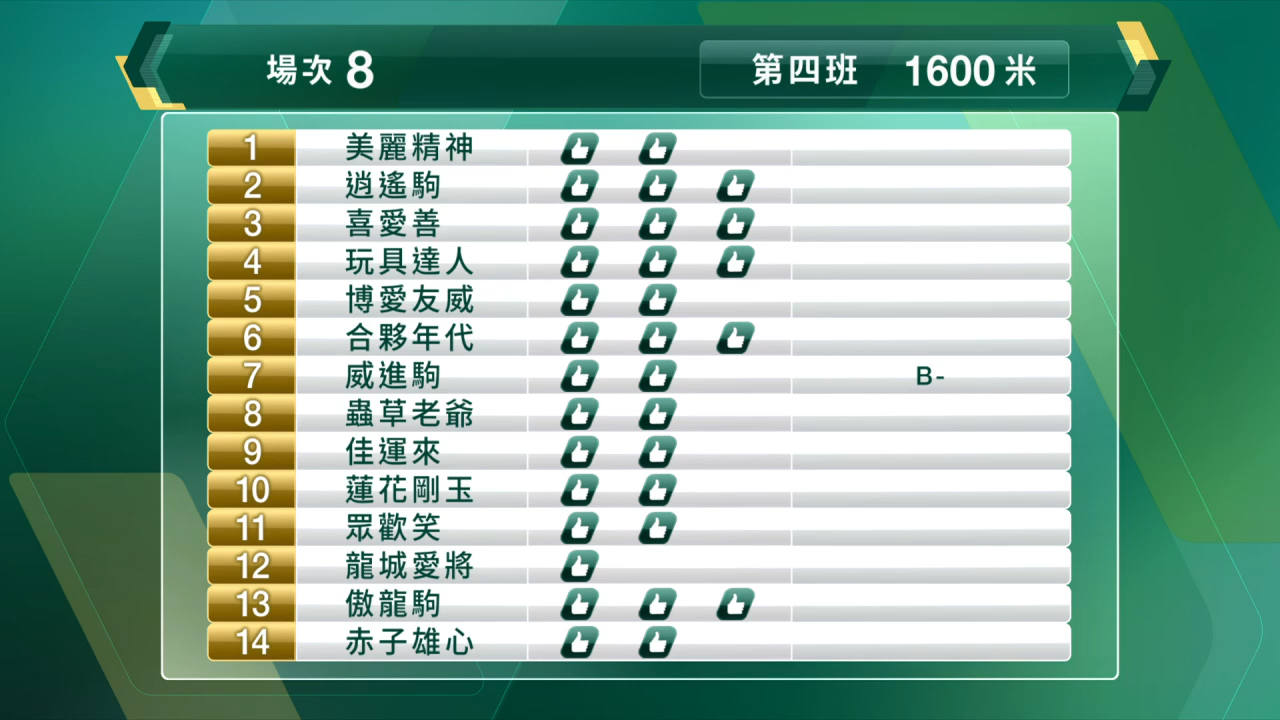 場次 8
第四班 1600 米
1 美麗精神
2 逍遙駒
3 喜愛善
4 玩具達人
5 博愛友威
6 合夥年代
7 威進駒 B-
8 蟲草老爺
9 佳運來
10 蓮花剛玉
11 眾歡笑
12 龍城愛將
13 傲龍駒
14 赤子雄心